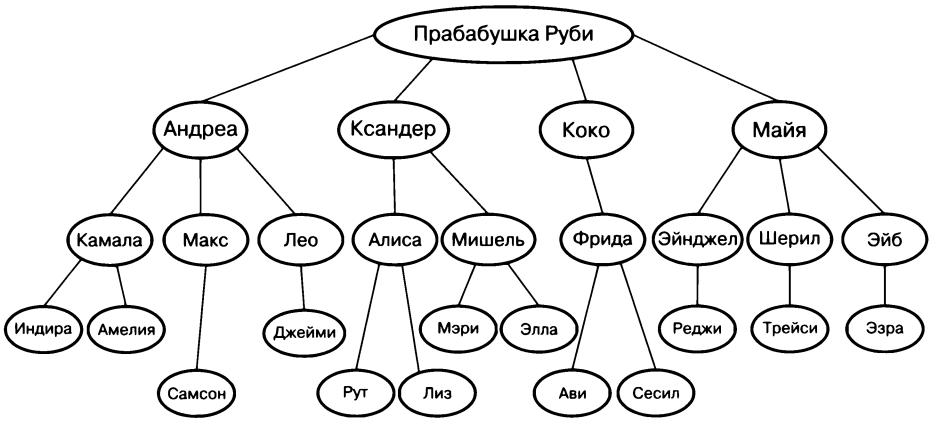 Прабабушка Руби
Андреа
Ксандер
Коко
Майя
Камала
Макс
Лео
Алиса
Мишель
Фрида
Эйнджел
Шерил
Эйб
Индира
Амелия
Джейми
Мэри
Элла
Реджи
Трейси
Эзра
Самсон
Рут
Лиз
Ави
Сесил